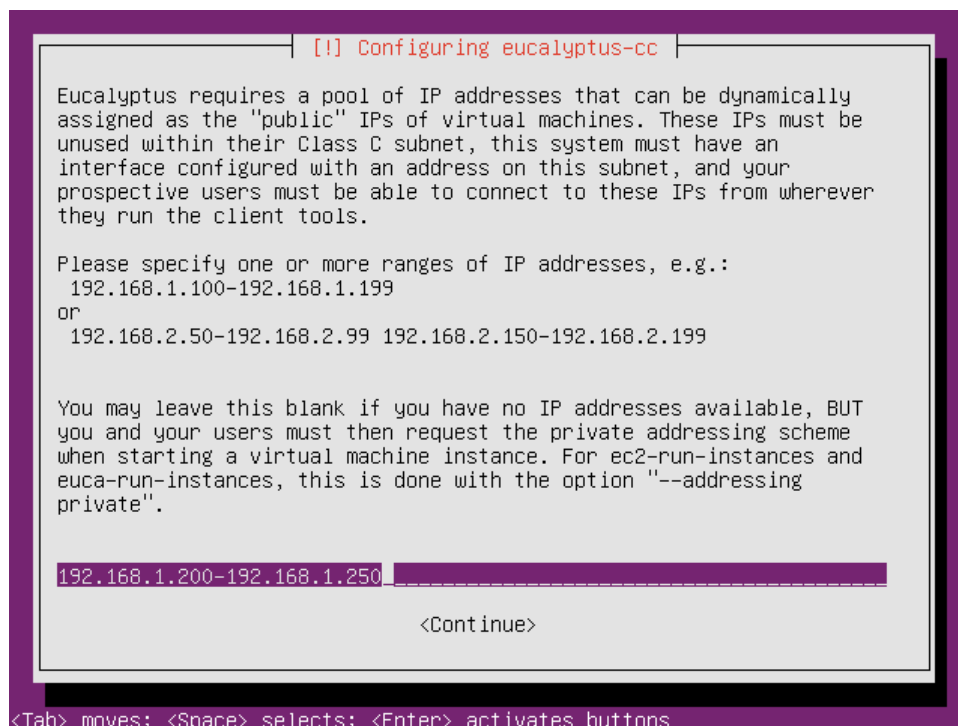 [!] Configuring eucalyptus-cc
Eucalyptus requires a pool of IP addresses that can be dynamically
assigned as the "public" IPs of virtual machines. These IPs must be
unused within their Class C subnet, this system must have an
interface configured with an address on this subnet, and your
prospective users must be able to connect to these IPs from wherever
they run the client tools.
Please specify one or more ranges of IP addresses, e.g.:
192.168.1.100-192.168.1.199
or
192.168.2.50-192.168.2.99 192.168.2.150-192.168.2.199
You may leave this blank if you have no IP addresses available, BUT
you and your users must then request the private addressing scheme
when starting a virtual machine instance. For ec2-run-instances and
euca-run-instances, this is done with the option "--addressing
private".
192.168.1.200-192.168.1.250
<Continue>
<Tab> moves; <Space> selects; <Enter> activates buttons